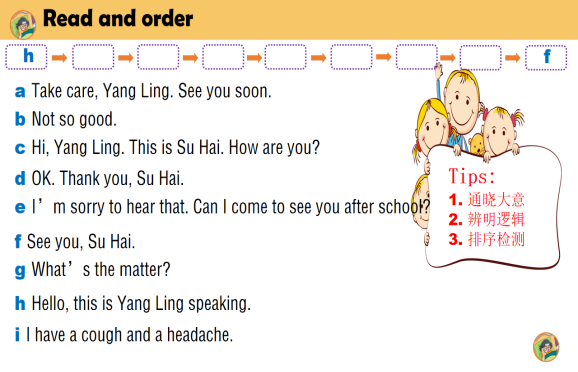 Read and order
h f
a Take care, Yang Ling. See you soon.
b Not so good.
c Hi, Yang Ling. This is Su Hai. How are you?
d OK. Thank you, Su Hai.
e I’m sorry to hear that. Can I come to see you after school?
f See you, Su Hai.
g What’s the matter?
h Hello, this is Yang Ling speaking.
i I have a cough and a headache.
Tips:
1. 通晓大意
2. 辨明逻辑
3. 排序检测